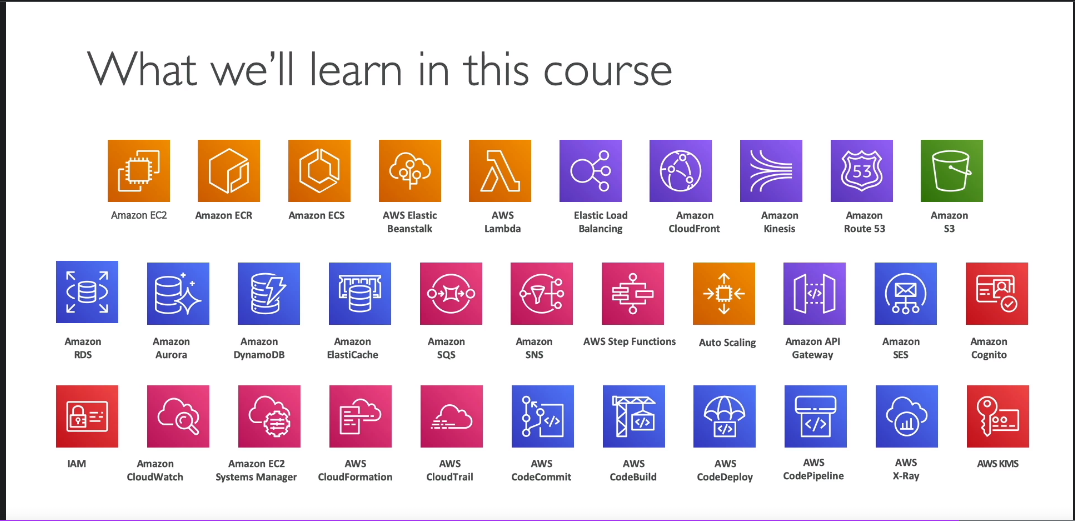 What we'll learn in this course
Amazon EC2
Amazon ECR
Amazon ECS
AWS Elastic
Beanstalk
AWS
Lambda
Elastic Load
Balancing
Amazon
CloudFront
Amazon
Kinesis
53
Amazon
Route 53
Amazon
S3
Amazon
RDS
Amazon
Aurora
Amazon
DynamoDB
Amazon
ElastiCache
Amazon
SQS
Amazon
SNS
AWS Step Functions
Auto Scaling
Amazon API
Gateway
Amazon
SES
Amazon
Cognito
IAM
Amazon
CloudWatch
Amazon EC2
Systems Manager
AWS
CloudFormation
AWS
CloudTrail
AWS
CodeCommit
AWS
CodeBuild
AWS
CodeDeploy
AWS
CodePipeline
AWS
X-Ray
AWS KMS